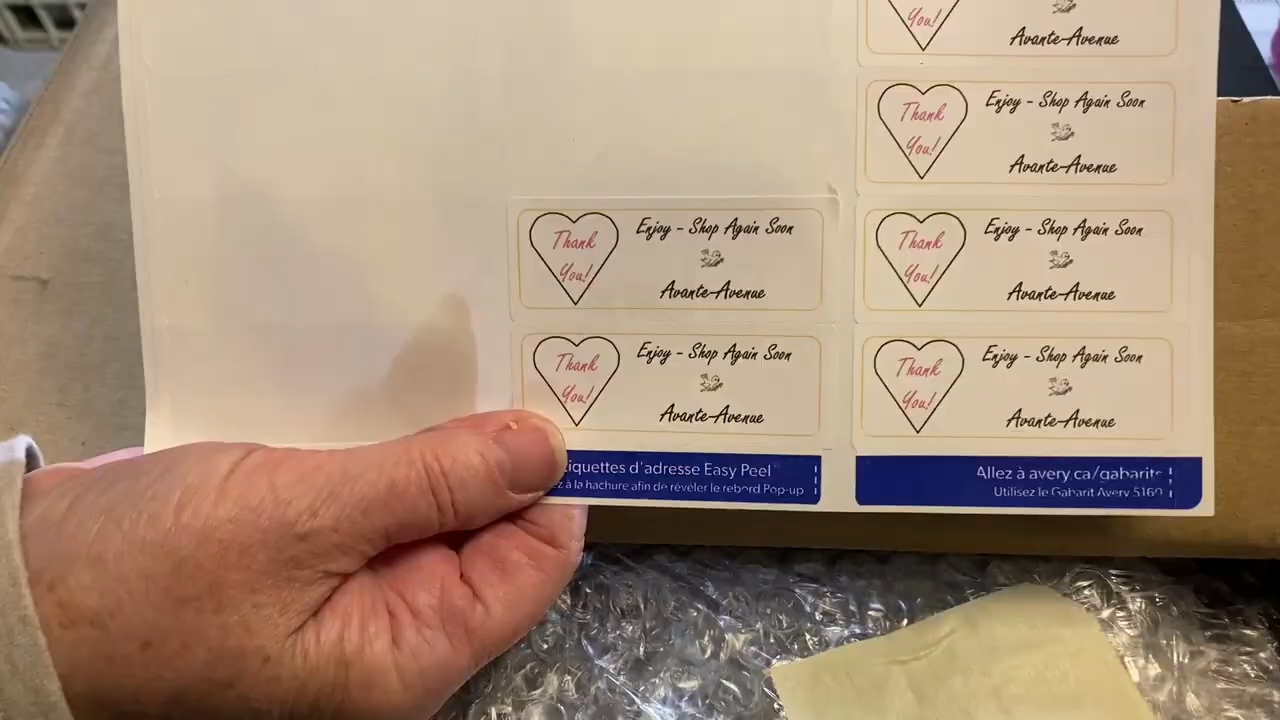 You!
Avante-Avenue
Thank
You!
Enjoy - Shop Again Soon
Avante-Avenue
Thank
You!
Enjoy - Shop Again Soon
Avante-Avenue
Thank
You!
Enjoy - Shop Again Soon
Avante-Avenue
Thank
You!
Enjoy - Shop Again Soon
Avante-Avenue
Thank
You!
Enjoy - Shop Again Soon
Avante-Avenue
d'adresse Easy Peel
à la hachure afin de révéler le rebord Pop-up
Allez à avery.ca/gabarits
Utilisez le Gabarit Avery 5160